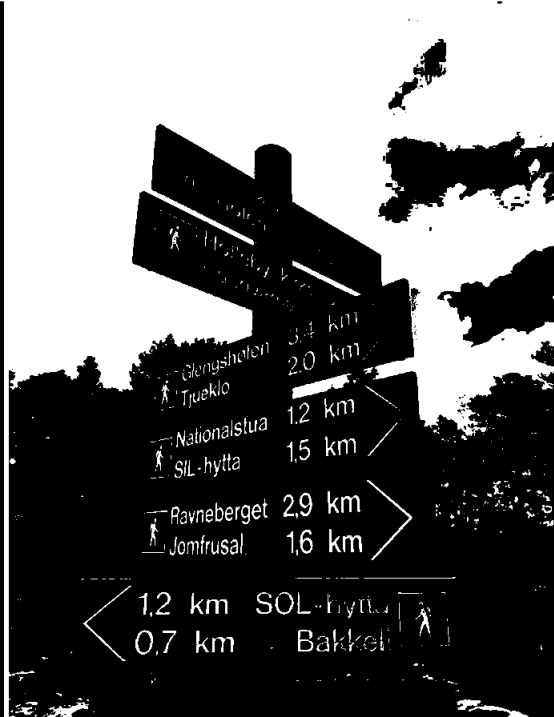 Glengshølen 3,4 km
Tjueklo 2,0 km
Nationalstua 1,2 km
SIL-hytta 1,5 km
Ravneberget 2,9 km
Jomfrusal 1,6 km
1,2 km SOL-hytta
0,7 km Bakkeli